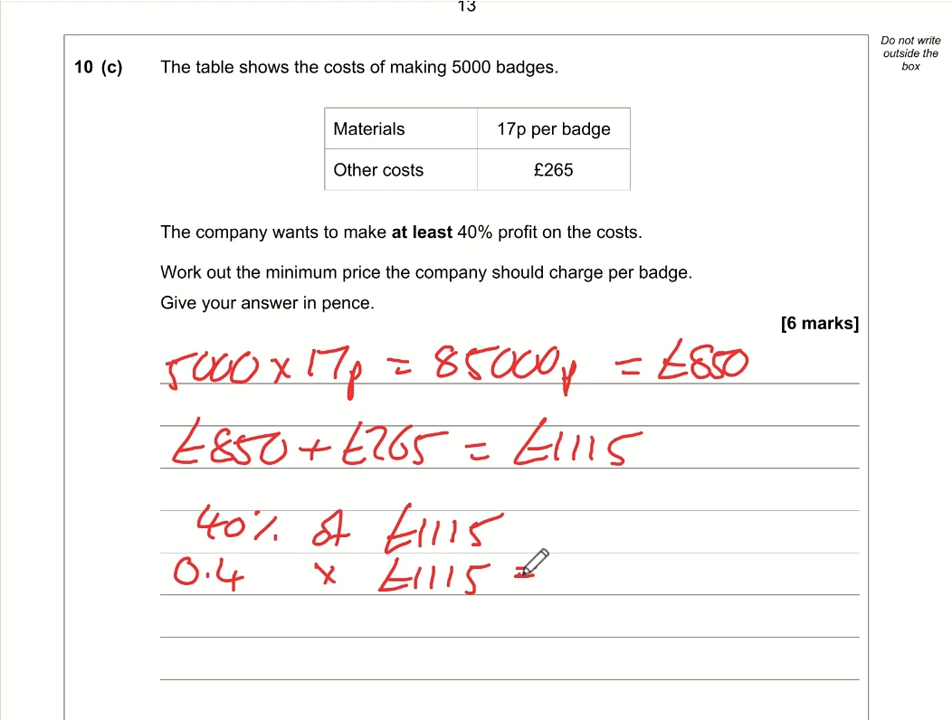 13
Do not write
outside the
box
10 (c) The table shows the costs of making 5000 badges.
Materials 17p per badge
Other costs £265
The company wants to make at least 40% profit on the costs.
Work out the minimum price the company should charge per badge.
Give your answer in pence.
[6 marks]
5000 x 17p = 85000p = £850
£850 + £265 = £1115
40% of £1115
0.4 x £1115 =